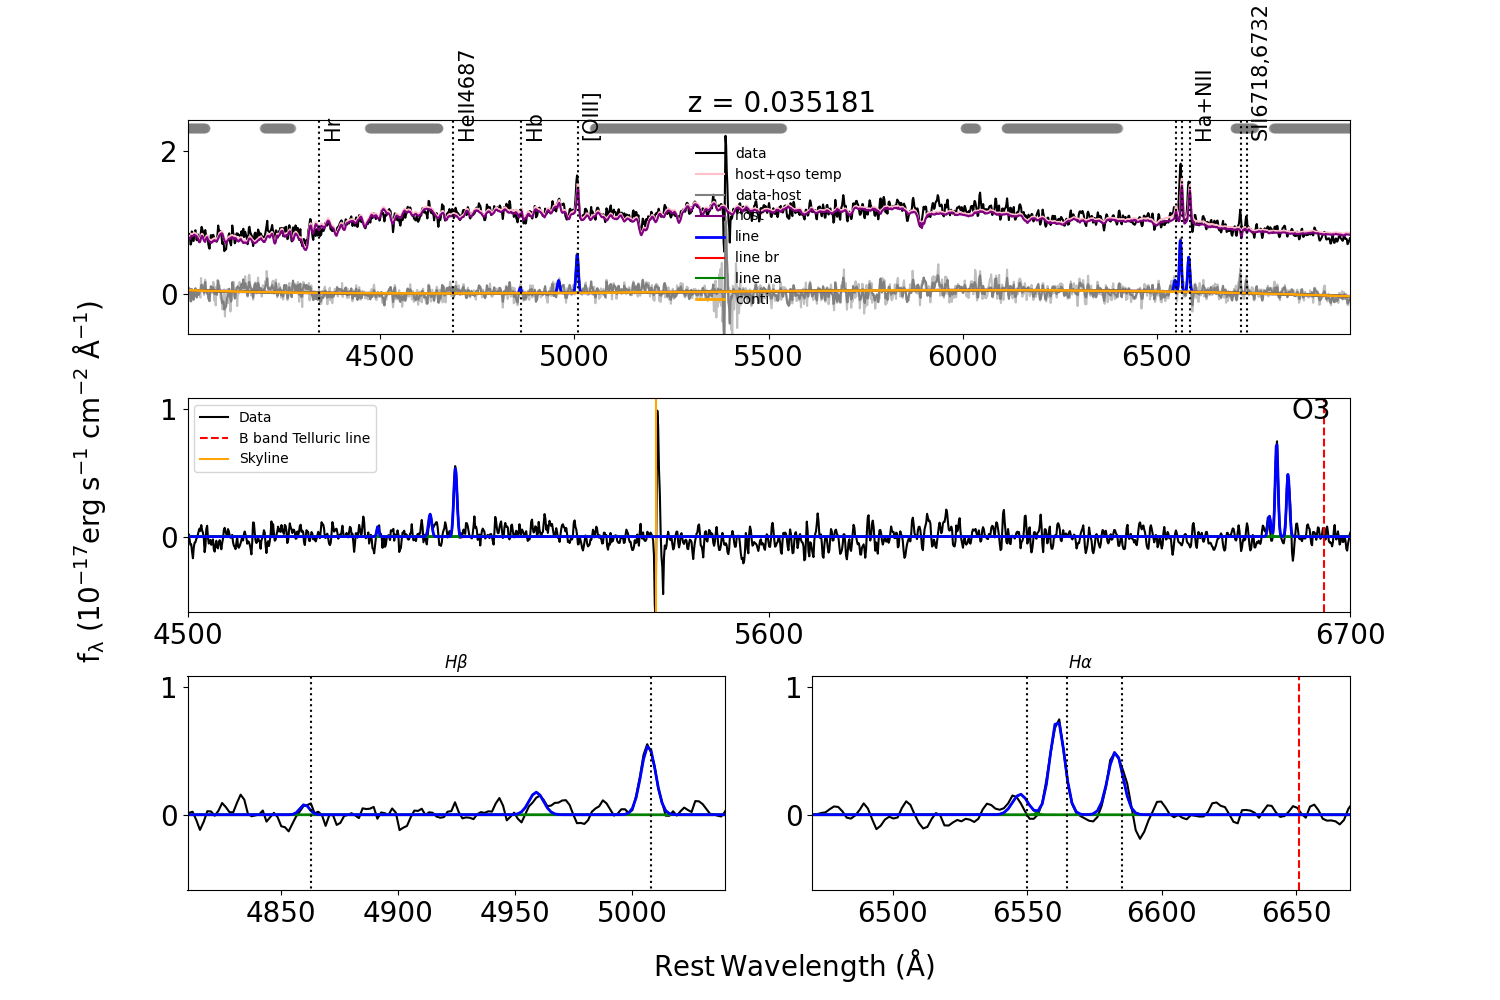 z = 0.035181
Hr
HeII4687
Hb
[OIII]
Ha+NII
SII6718,6732
data
host+qso temp
data-host
host
line
line br
line na
conti
2
0
4500 5000 5500 6000 6500
Data
B band Telluric line
Skyline
O3
1
0
4500 5600 6700
Hβ
1
0
4850 4900 4950 5000
Hα
1
0
6500 6550 6600 6650
fλ (10−17erg s−1 cm−2 Å−1)
Rest Wavelength (Å)